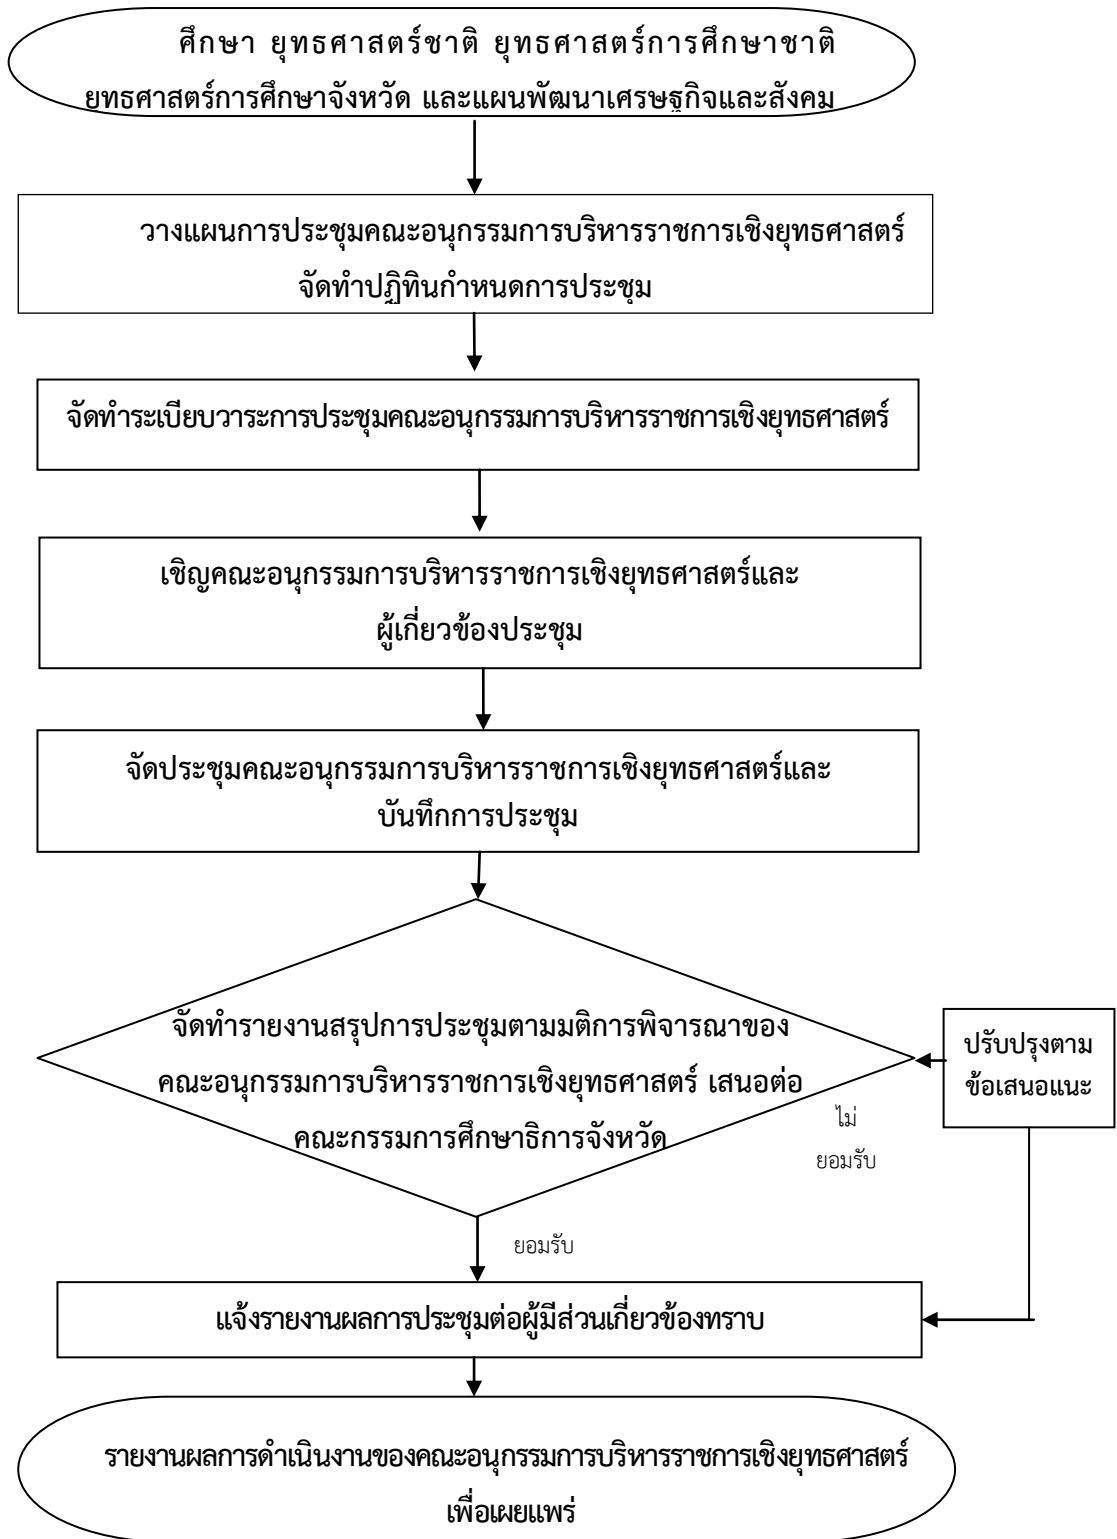 ศึกษา ยุทธศาสตร์ชาติ ยุทธศาสตร์การศึกษาชาติ
ยุทธศาสตร์การศึกษาจังหวัด และแผนพัฒนาเศรษฐกิจและสังคม
วางแผนการประชุมคณะอนุกรรมการบริหารราชการเชิงยุทธศาสตร์
จัดทำปฏิทินกำหนดการประชุม
จัดทำระเบียบวาระการประชุมคณะอนุกรรมการบริหารราชการเชิงยุทธศาสตร์
เชิญคณะอนุกรรมการบริหารราชการเชิงยุทธศาสตร์และ
ผู้เกี่ยวข้องประชุม
จัดประชุมคณะอนุกรรมการบริหารราชการเชิงยุทธศาสตร์และ
บันทึกการประชุม
จัดทำรายงานสรุปการประชุมตามมติการพิจารณาของ
คณะอนุกรรมการบริหารราชการเชิงยุทธศาสตร์ เสนอต่อ
คณะกรรมการศึกษาธิการจังหวัด
ปรับปรุงตาม
ข้อเสนอแนะ
ไม่
ยอมรับ
ยอมรับ
แจ้งรายงานผลการประชุมต่อผู้มีส่วนเกี่ยวข้องทราบ
รายงานผลการดำเนินงานของคณะอนุกรรมการบริหารราชการเชิงยุทธศาสตร์
เพื่อเผยแพร่